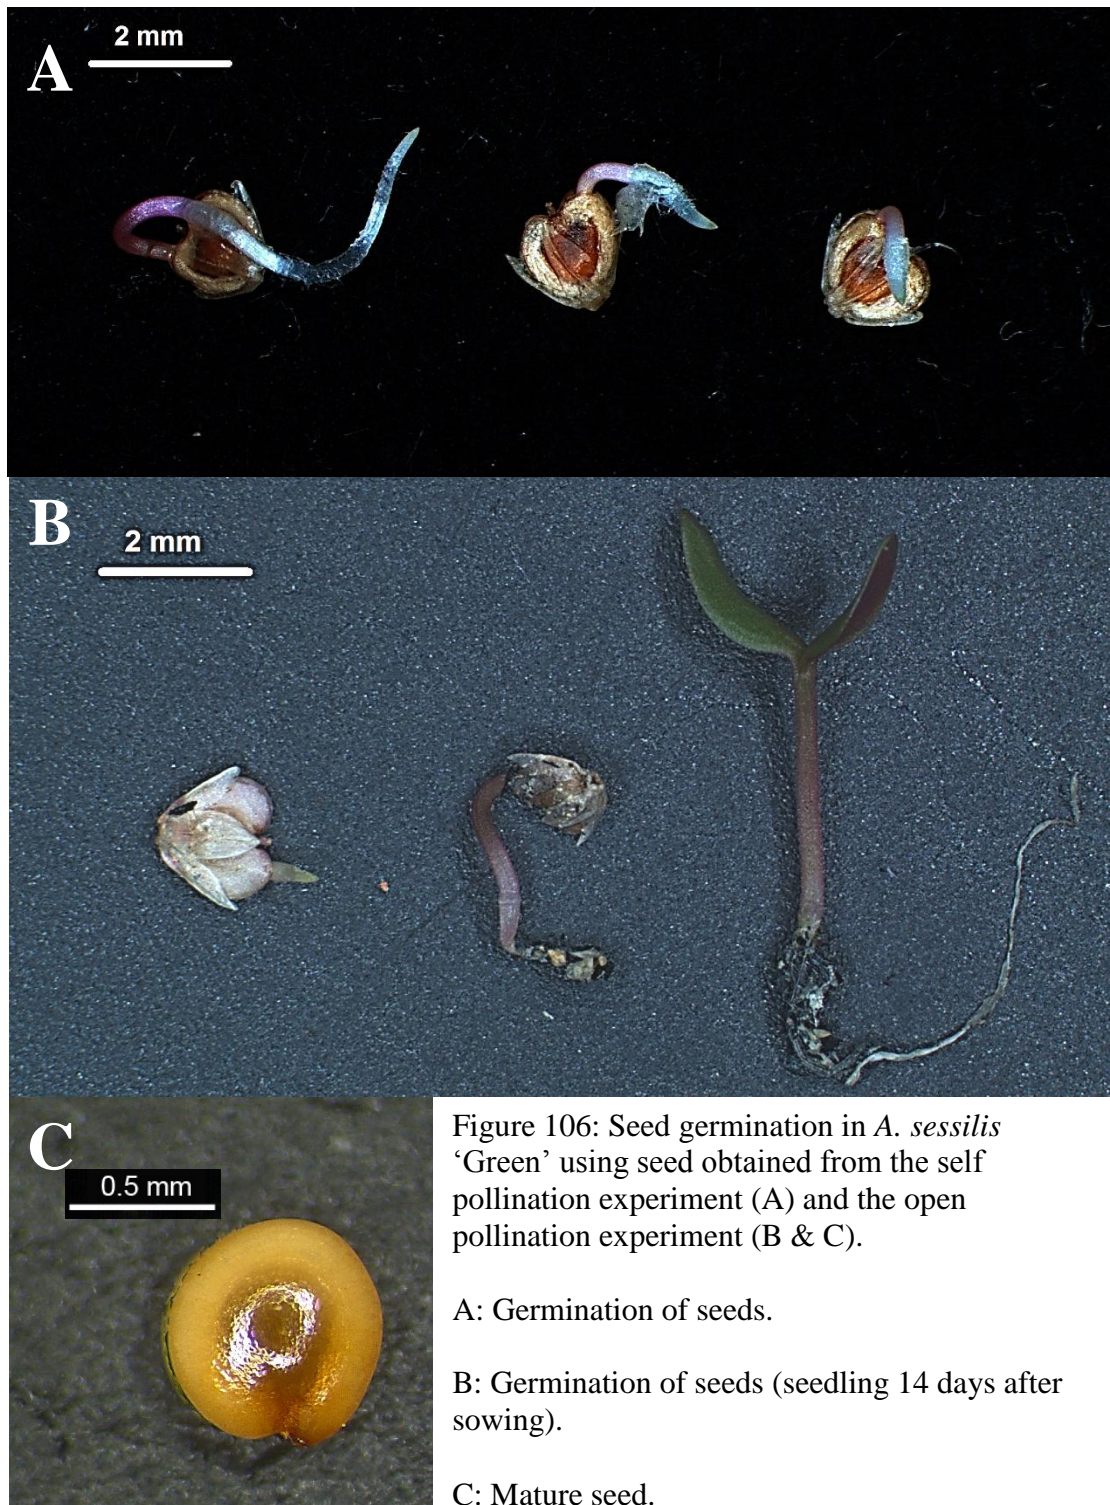 A
2 mm
B
2 mm
C
0.5 mm
Figure 106: Seed germination in A. sessilis
‘Green’ using seed obtained from the self
pollination experiment (A) and the open
pollination experiment (B & C).
A: Germination of seeds.
B: Germination of seeds (seedling 14 days after
sowing).
C: Mature seed.